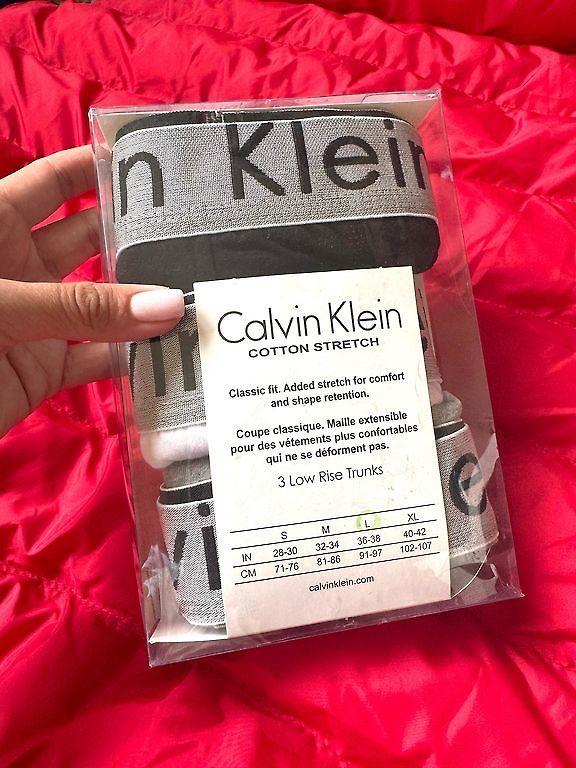 n Klein
Calvin Klein
COTTON STRETCH
Classic fit. Added stretch for comfort
and shape retention.
Coupe classique. Maille extensible
pour des vétements plus confortables
qui ne se déforment pas.
3 Low Rise Trunks
S M L XL
IN 28-30 32-34 36-38 40-42
CM 71-76 81-86 91-97 102-107
calvinklein.com